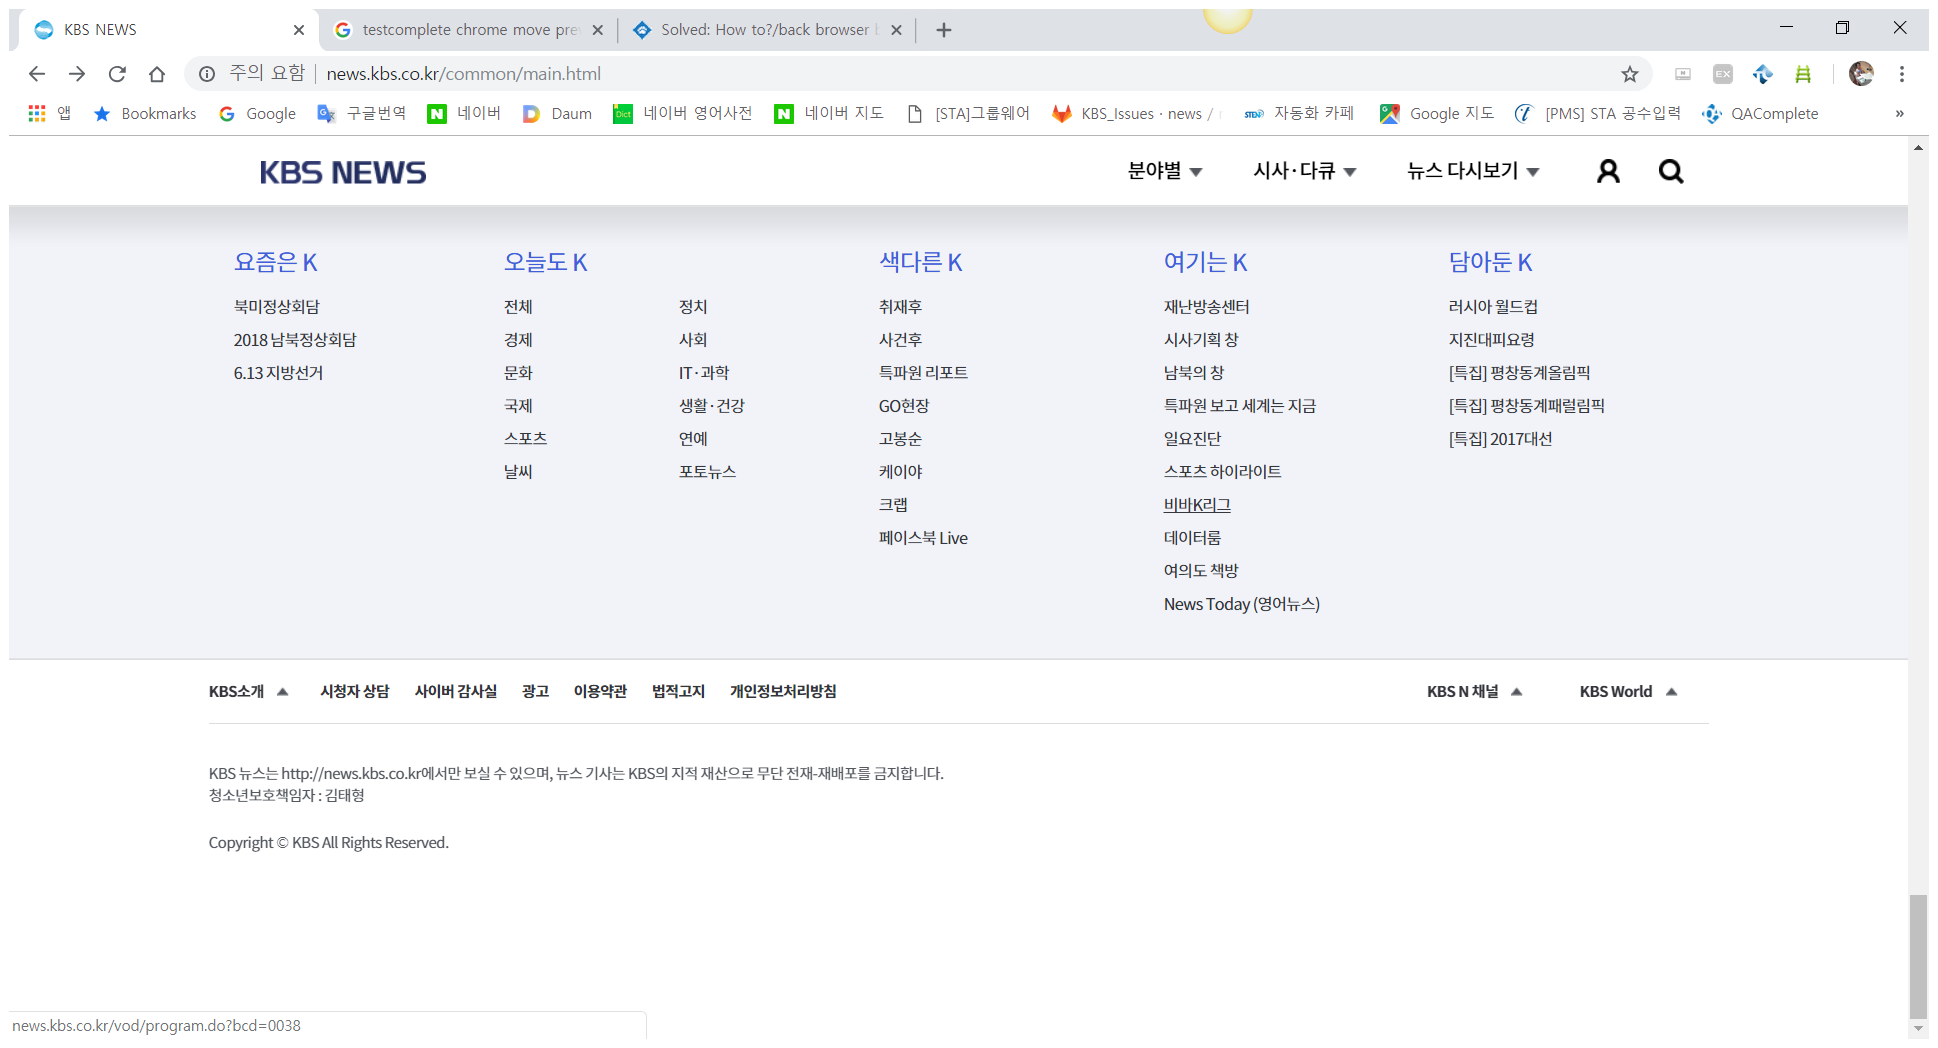 KBS NEWS
testcomplete chrome move pre
Solved: How to?/back browser b
주의 요함
news.kbs.co.kr/common/main.html
앱 Bookmarks Google 구글번역 네이버 Daum 네이버 영어사전 네이버 지도 [STA]그룹웨어 KBS_Issues · news / 자동화 카페 Google 지도 [PMS] STA 공수입력 QAComplete »
KBS NEWS
분야별 시사·다큐 뉴스 다시보기
요즘은 K
북미정상회담
2018 남북정상회담
6.13 지방선거
오늘도 K
전체 정치
경제 사회
문화 IT·과학
국제 생활·건강
스포츠 연예
날씨 포토뉴스
색다른 K
취재후
사건후
특파원 리포트
GO현장
고봉순
케이야
크랩
페이스북 Live
여기는 K
재난방송센터
시사기획 창
남북의 창
특파원 보고 세계는 지금
일요진단
스포츠 하이라이트
비바K리그
데이터룸
여의도 책방
News Today (영어뉴스)
담아둔 K
러시아 월드컵
지진대피요령
[특집] 평창동계올림픽
[특집] 평창동계패럴림픽
[특집] 2017대선
KBS소개 시청자 상담 사이버 감사실 광고 이용약관 법적고지 개인정보처리방침 KBS N 채널 KBS World
KBS 뉴스는 http://news.kbs.co.kr에서만 보실 수 있으며, 뉴스 기사는 KBS의 지적 재산으로 무단 전재-재배포를 금지합니다.
청소년보호책임자 : 김태형
Copyright © KBS All Rights Reserved.
news.kbs.co.kr/vod/program.do?bcd=0038